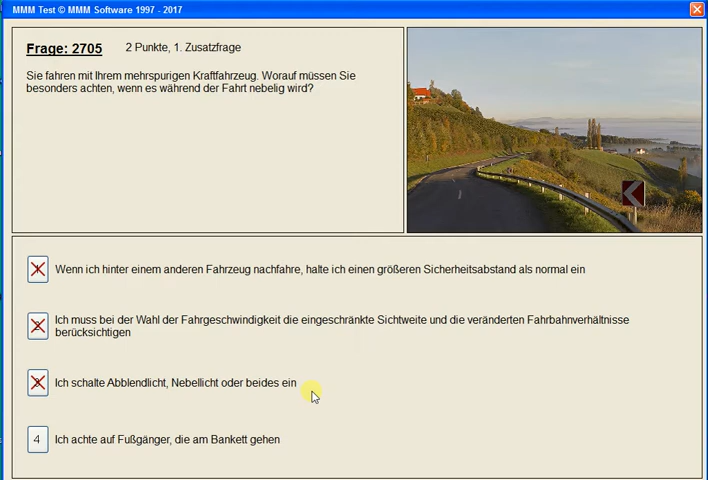 MMM Test © MMM Software 1997 - 2017
Frage: 2705 2 Punkte, 1. Zusatzfrage
Sie fahren mit Ihrem mehrspurigen Kraftfahrzeug. Worauf müssen Sie
besonders achten, wenn es während der Fahrt nebelig wird?
1 Wenn ich hinter einem anderen Fahrzeug nachfahre, halte ich einen größeren Sicherheitsabstand als normal ein
2 Ich muss bei der Wahl der Fahrgeschwindigkeit die eingeschränkte Sichtweite und die veränderten Fahrbahnverhältnisse
berücksichtigen
3 Ich schalte Abblendlicht, Nebellicht oder beides ein
4 Ich achte auf Fußgänger, die am Bankett gehen